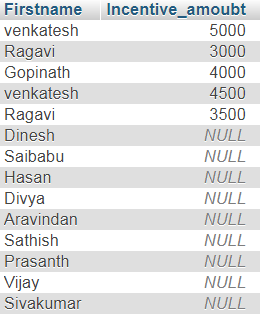 Firstname Incentive_amoubt
venkatesh 5000
Ragavi 3000
Gopinath 4000
venkatesh 4500
Ragavi 3500
Dinesh NULL
Saibabu NULL
Hasan NULL
Divya NULL
Aravindan NULL
Sathish NULL
Prasanth NULL
Vijay NULL
Sivakumar NULL